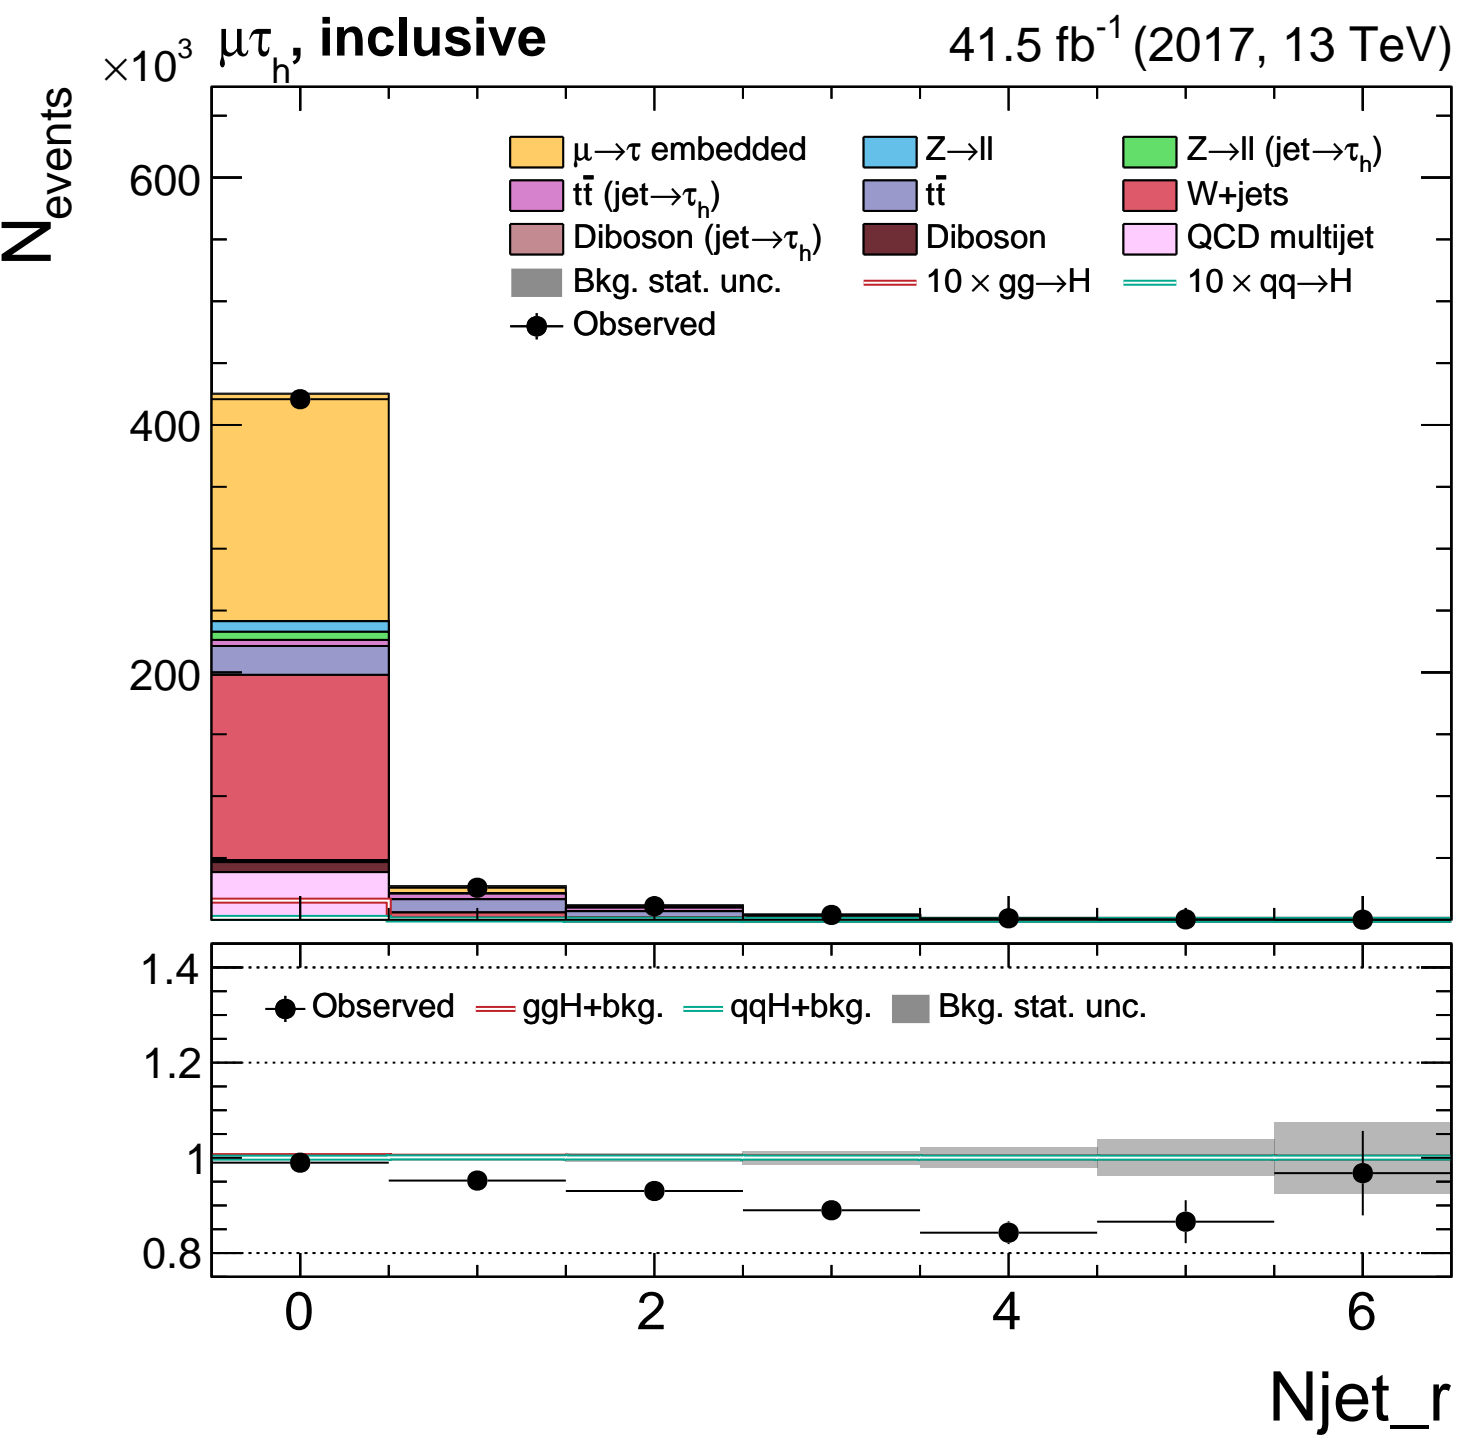 ×10³ μτₕ, inclusive 41.5 fb⁻¹ (2017, 13 TeV)
N_events
600
400
200
μ→τ embedded Z→ll Z→ll (jet→τₕ)
tt̄ (jet→τₕ) tt̄ W+jets
Diboson (jet→τₕ) Diboson QCD multijet
Bkg. stat. unc. 10 × gg→H 10 × qq→H
Observed
1.4
1.2
1
0.8
Observed ggH+bkg. qqH+bkg. Bkg. stat. unc.
0 2 4 6
Njet_r